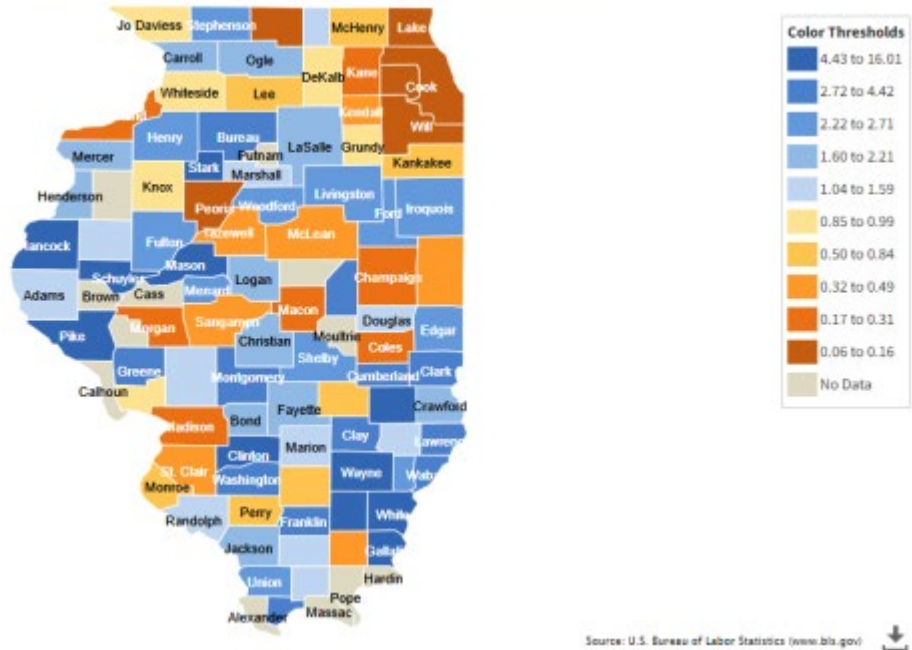 Jo Daviess
Stephenson
McHenry
Lake
Carroll
Ogle
DeKalb
Kane
Cook
Whiteside
Lee
Kendall
Will
Henry
Bureau
LaSalle
Grundy
Mercer
Putnam
Kankakee
Stark
Marshall
Henderson
Knox
Peoria
Woodford
Livingston
Ford
Iroquois
Hancock
Fulton
Tazewell
McLean
Mason
Schuyler
Logan
Champaign
Adams
Brown
Cass
Menard
Macon
Douglas
Pike
Morgan
Sangamon
Christian
Moultrie
Coles
Edgar
Shelby
Greene
Montgomery
Cumberland
Clark
Calhoun
Fayette
Crawford
Madison
Bond
Clay
Lawrenc
Clinton
Marion
St. Clair
Wayne
Wab
Monroe
Washington
Randolph
Perry
Franklin
White
Jackson
Gallat
Union
Hardin
Pope
Alexander
Massac
Color Thresholds
4.43 to 16.01
2.72 to 4.42
2.22 to 2.71
1.60 to 2.21
1.04 to 1.59
0.85 to 0.99
0.50 to 0.84
0.32 to 0.49
0.17 to 0.31
0.06 to 0.16
No Data
Source: U.S. Bureau of Labor Statistics (www.bls.gov)